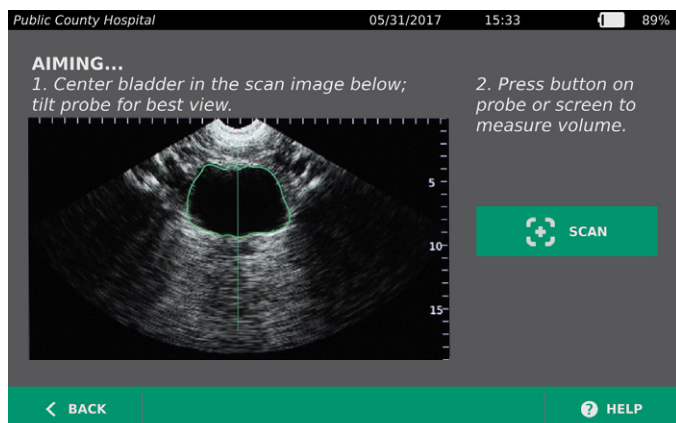 Public County Hospital 05/31/2017 15:33 89%
AIMING...
1. Center bladder in the scan image below;
tilt probe for best view.
2. Press button on
probe or screen to
measure volume.
5
10
15
SCAN
BACK
HELP